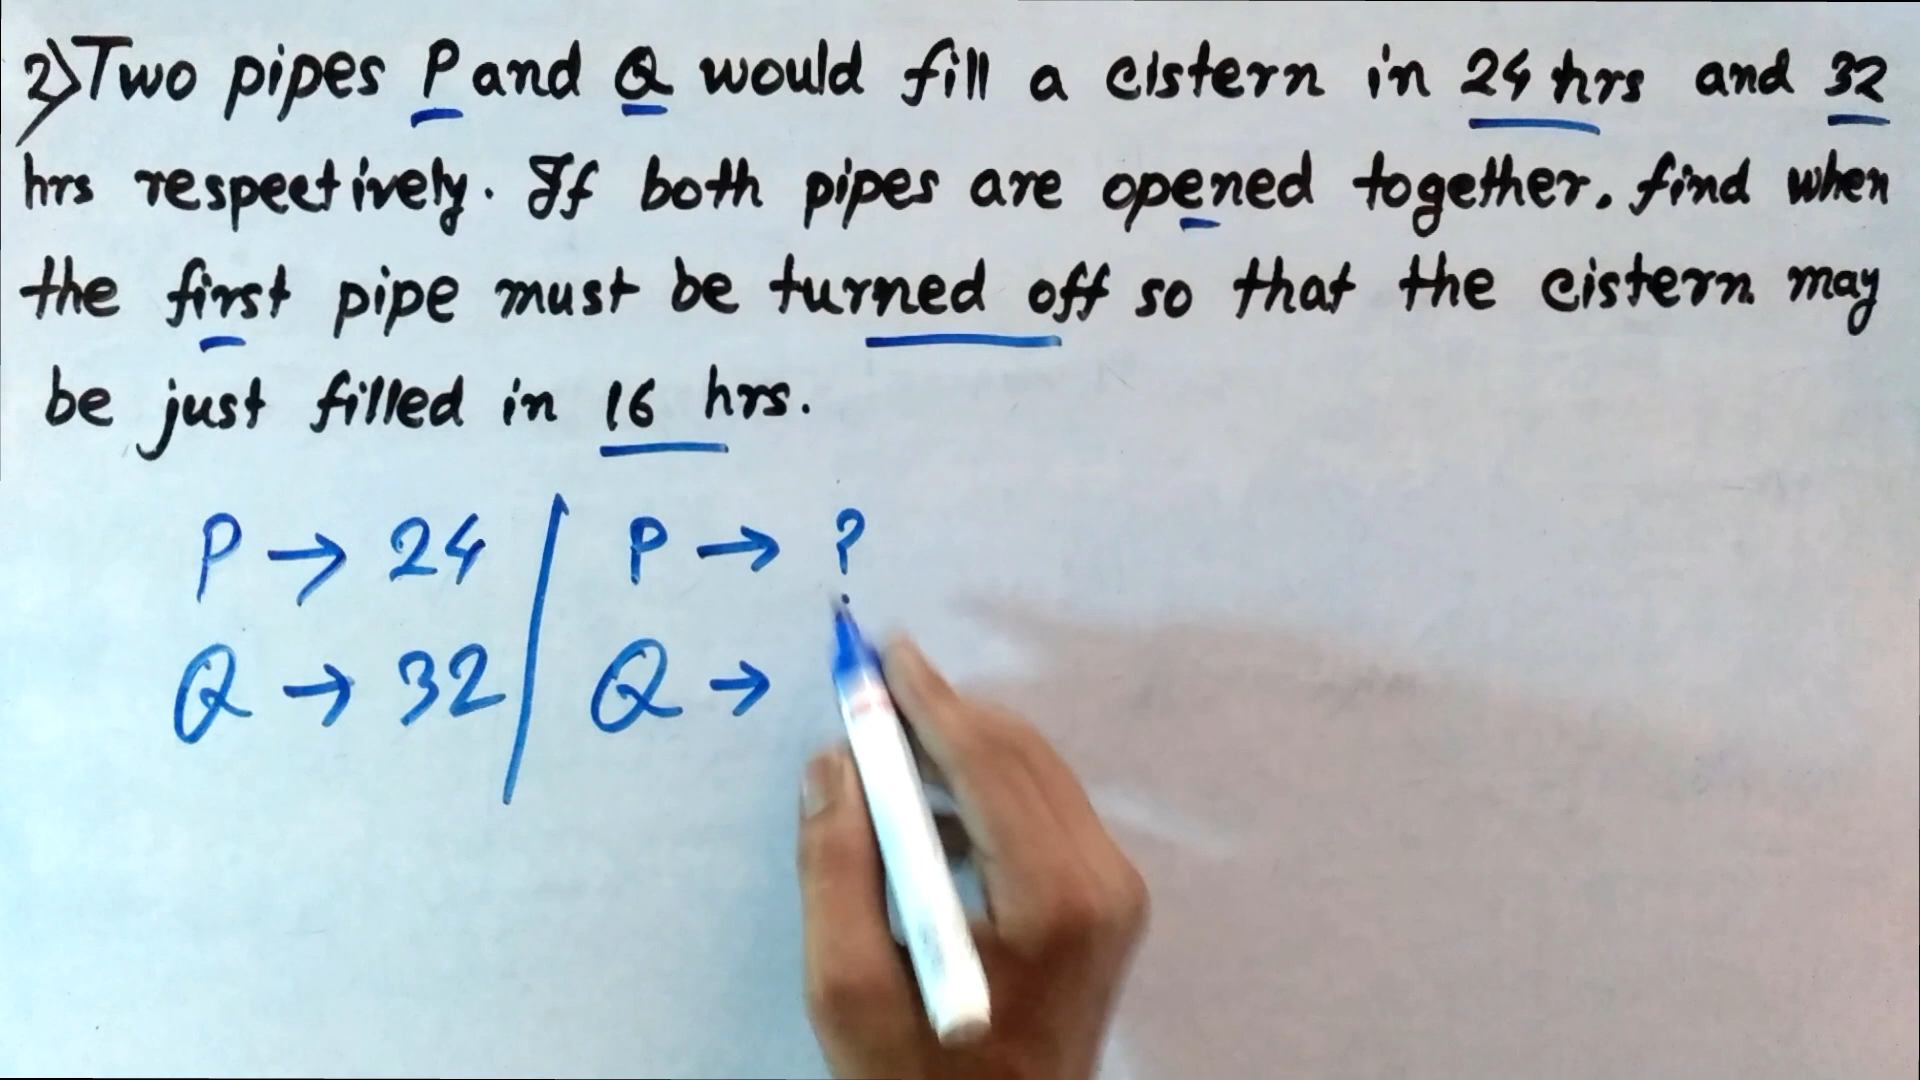 2) Two pipes P and Q would fill a cistern in 24 hrs and 32
hrs respectively. If both pipes are opened together. find when
the first pipe must be turned off so that the cistern may
be just filled in 16 hrs.
P → 24 P → ?
Q → 32 Q →